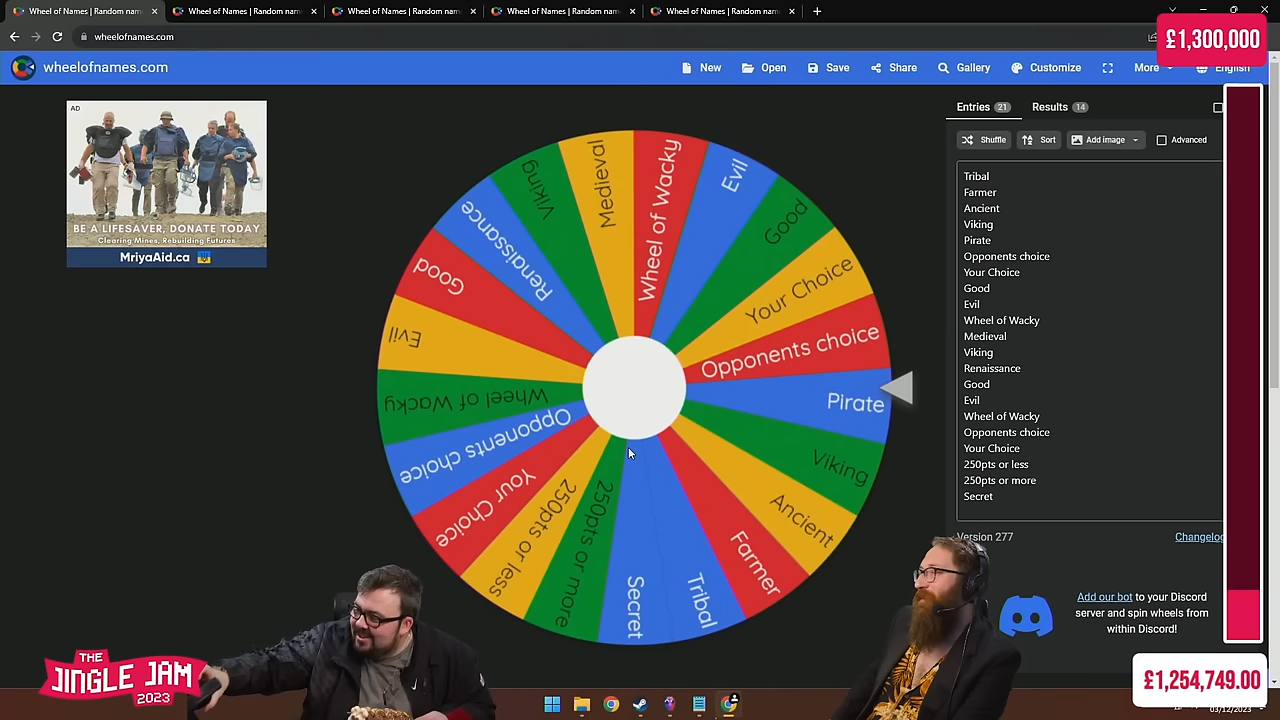 Wheel of Names | Random nam
Wheel of Names | Random name
Wheel of Names | Random name
Wheel of Names | Random name
Wheel of Names | Random name
wheelofnames.com
£1,300,000
wheelofnames.com
New
Open
Save
Share
Gallery
Customize
More
English
AD
BE A LIFESAVER, DONATE TODAY
Clearing Mines, Rebuilding Futures
MriyaAid.ca
Entries 21
Results 14
Shuffle
Sort
Add image
Advanced
Tribal
Farmer
Ancient
Viking
Pirate
Opponents choice
Your Choice
Good
Evil
Wheel of Wacky
Medieval
Viking
Renaissance
Good
Evil
Wheel of Wacky
Opponents choice
Your Choice
250pts or less
250pts or more
Secret
Wheel of Wacky
Evil
Good
Your Choice
Opponents choice
Pirate
Viking
Ancient
Farmer
Tribal
Secret
250pts or more
250pts or less
Your Choice
Opponents choice
Wheel of Wacky
Evil
Good
Renaissance
Viking
Medieval
Version 277
Changelog
Add our bot to your Discord
server and spin wheels from
within Discord!
THE
JINGLE JAM
2023
£1,254,749.00
03/12/2023